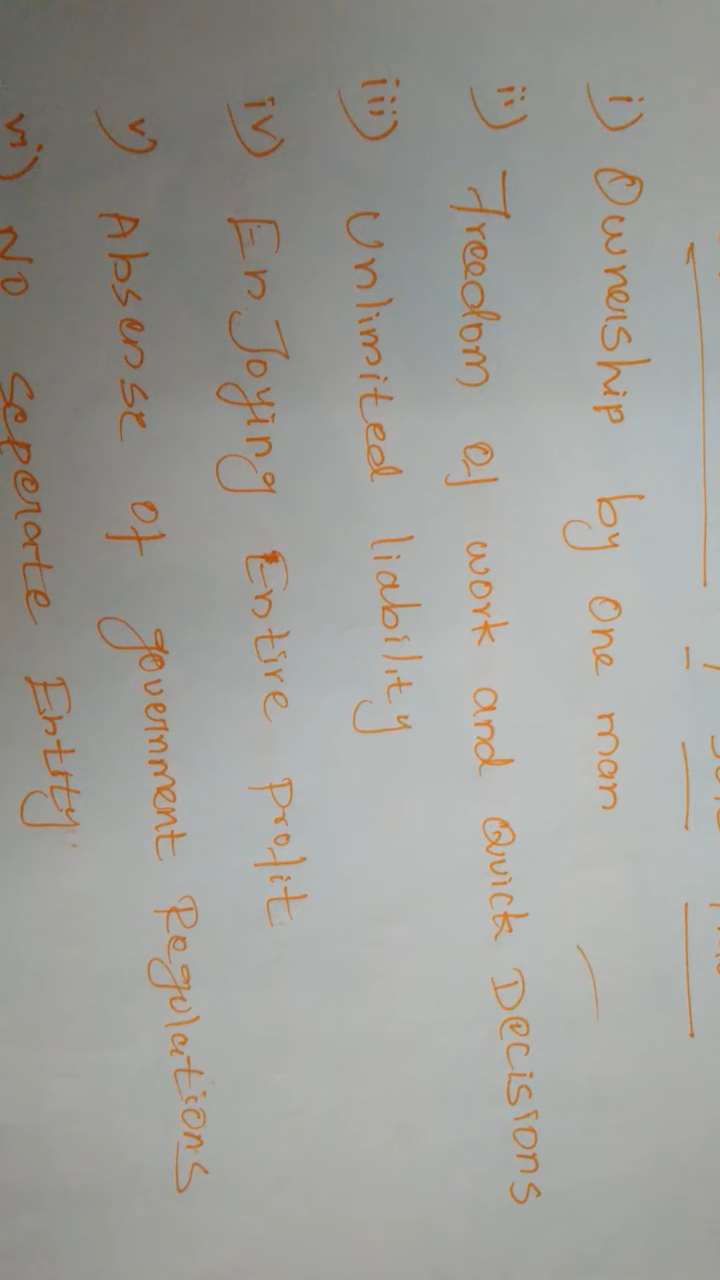 i) Ownership by one man
ii) Freedom of work and Quick Decisions
iii) Unlimited liability
iv) EnJoying Entire profit
v) Absense of government Regulations
vi) No seperate Entity.